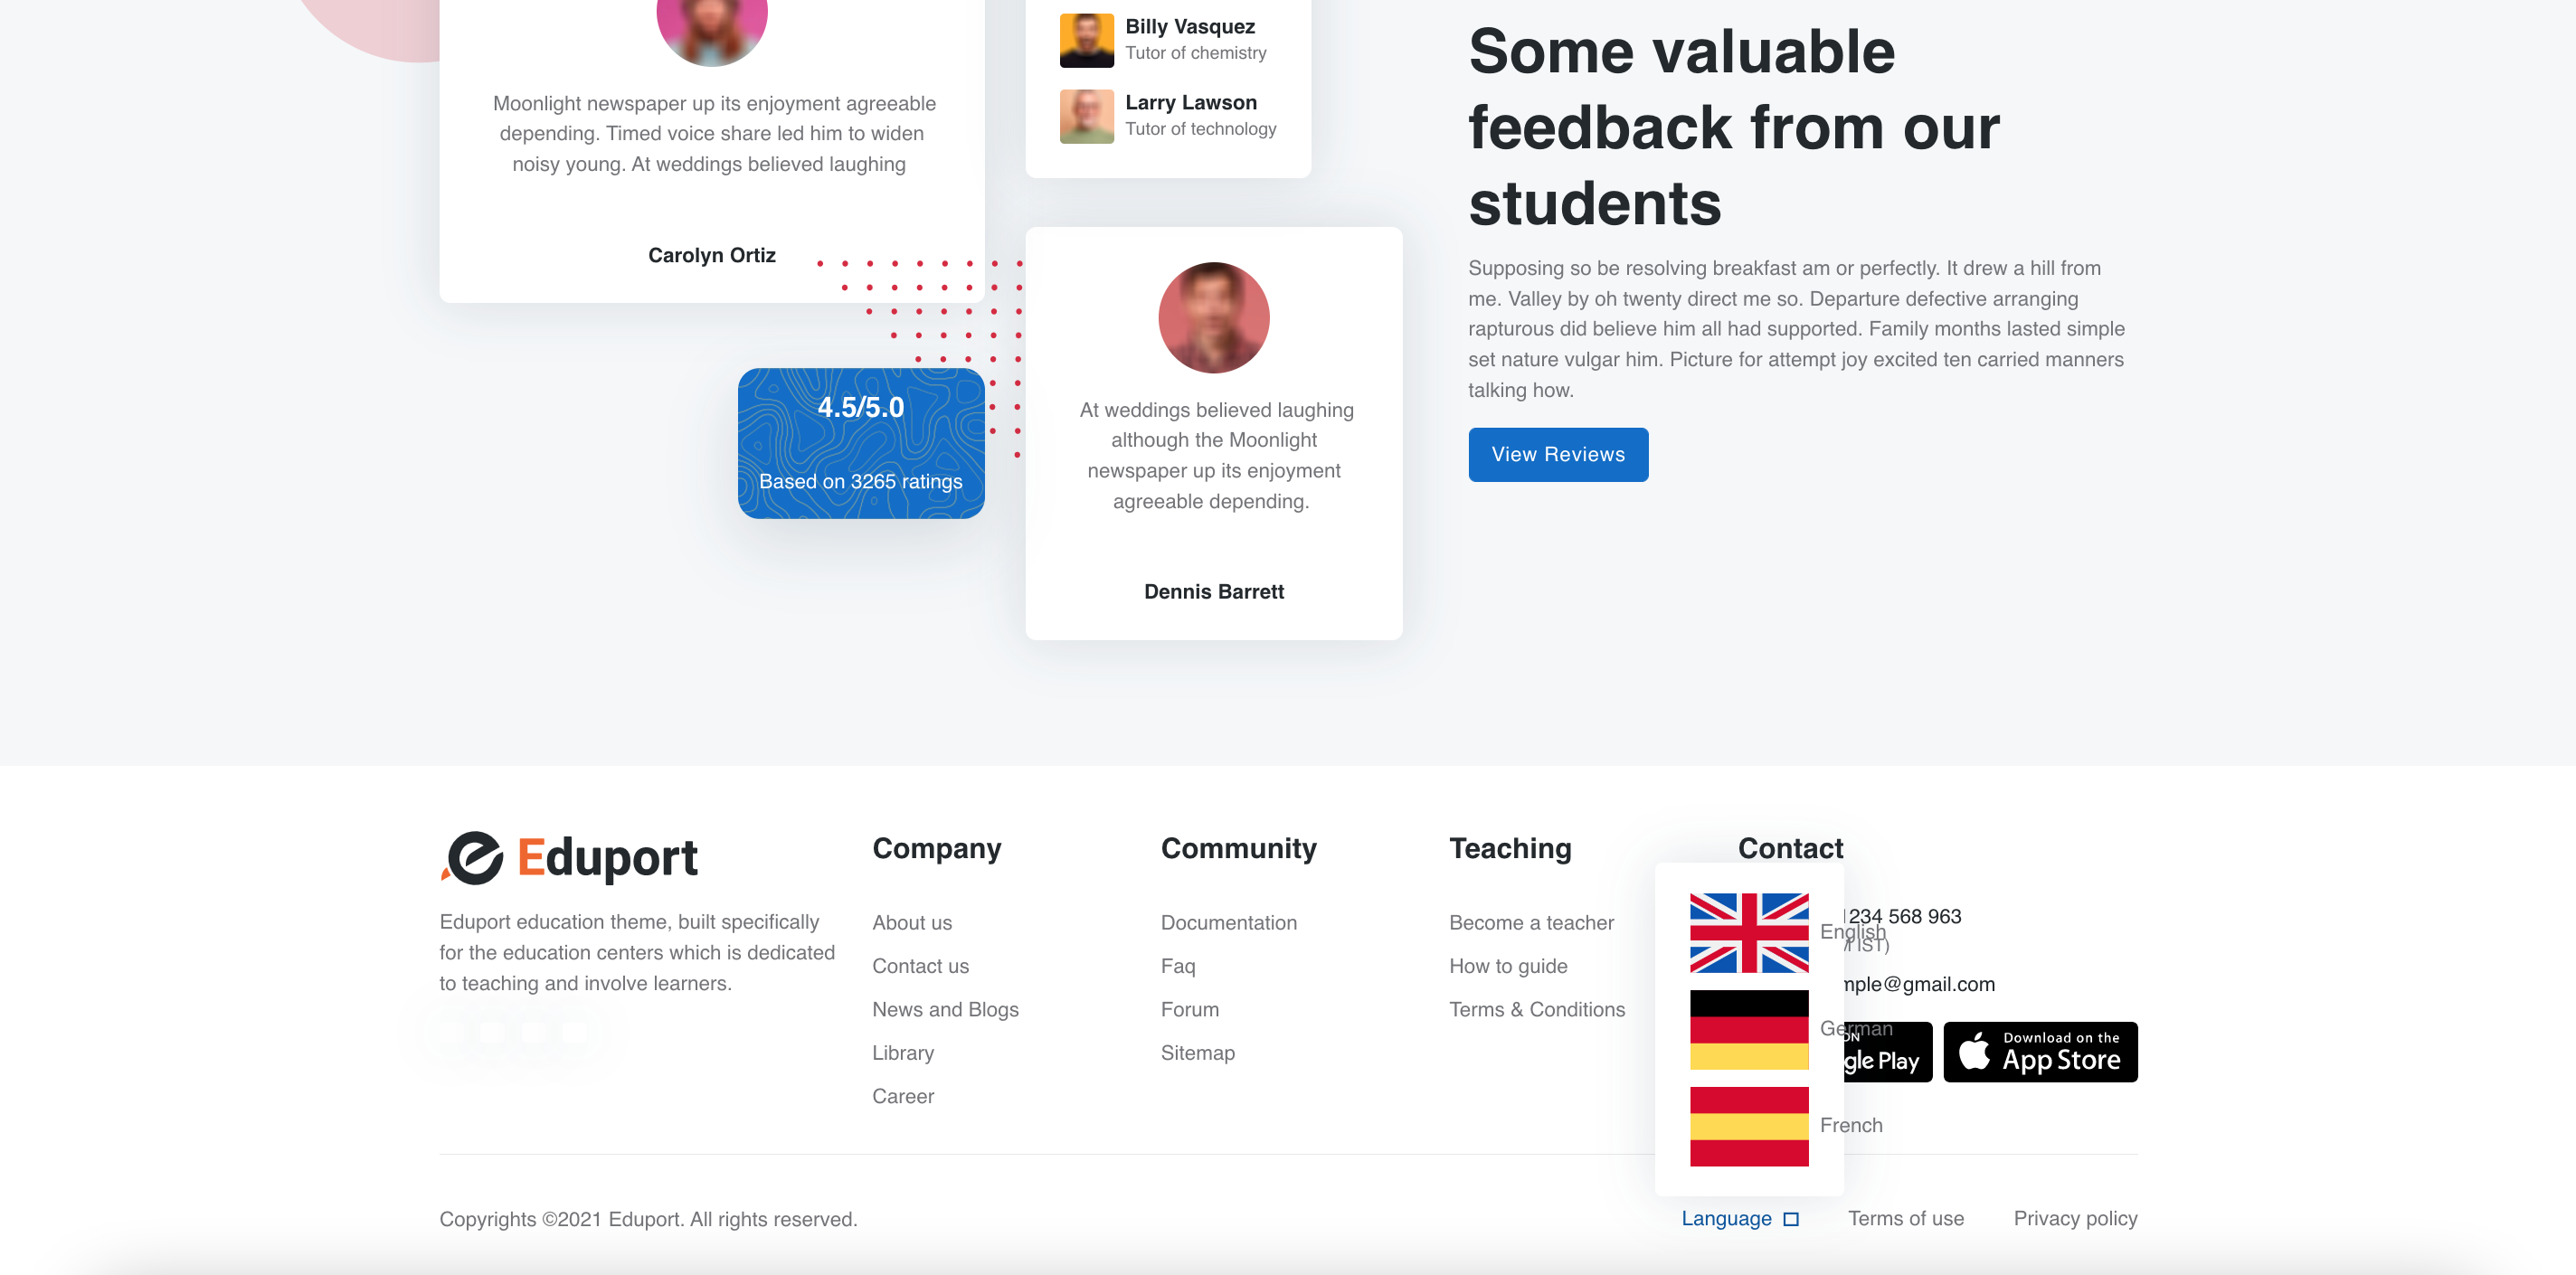 Billy Vasquez
Tutor of chemistry
Larry Lawson
Tutor of technology
Moonlight newspaper up its enjoyment agreeable
depending. Timed voice share led him to widen
noisy young. At weddings believed laughing
Carolyn Ortiz
4.5/5.0
Based on 3265 ratings
At weddings believed laughing
although the Moonlight
newspaper up its enjoyment
agreeable depending.
Dennis Barrett
Some valuable
feedback from our
students
Supposing so be resolving breakfast am or perfectly. It drew a hill from
me. Valley by oh twenty direct me so. Departure defective arranging
rapturous did believe him all had supported. Family months lasted simple
set nature vulgar him. Picture for attempt joy excited ten carried manners
talking how.
View Reviews
Eduport
Eduport education theme, built specifically
for the education centers which is dedicated
to teaching and involve learners.
Company
About us
Contact us
News and Blogs
Library
Career
Community
Documentation
Faq
Forum
Sitemap
Teaching
Become a teacher
How to guide
Terms & Conditions
Contact
234 568 963
IST)
mple@gmail.com
gle Play
Download on the
App Store
English
German
French
Copyrights ©2021 Eduport. All rights reserved.
Language
Terms of use
Privacy policy